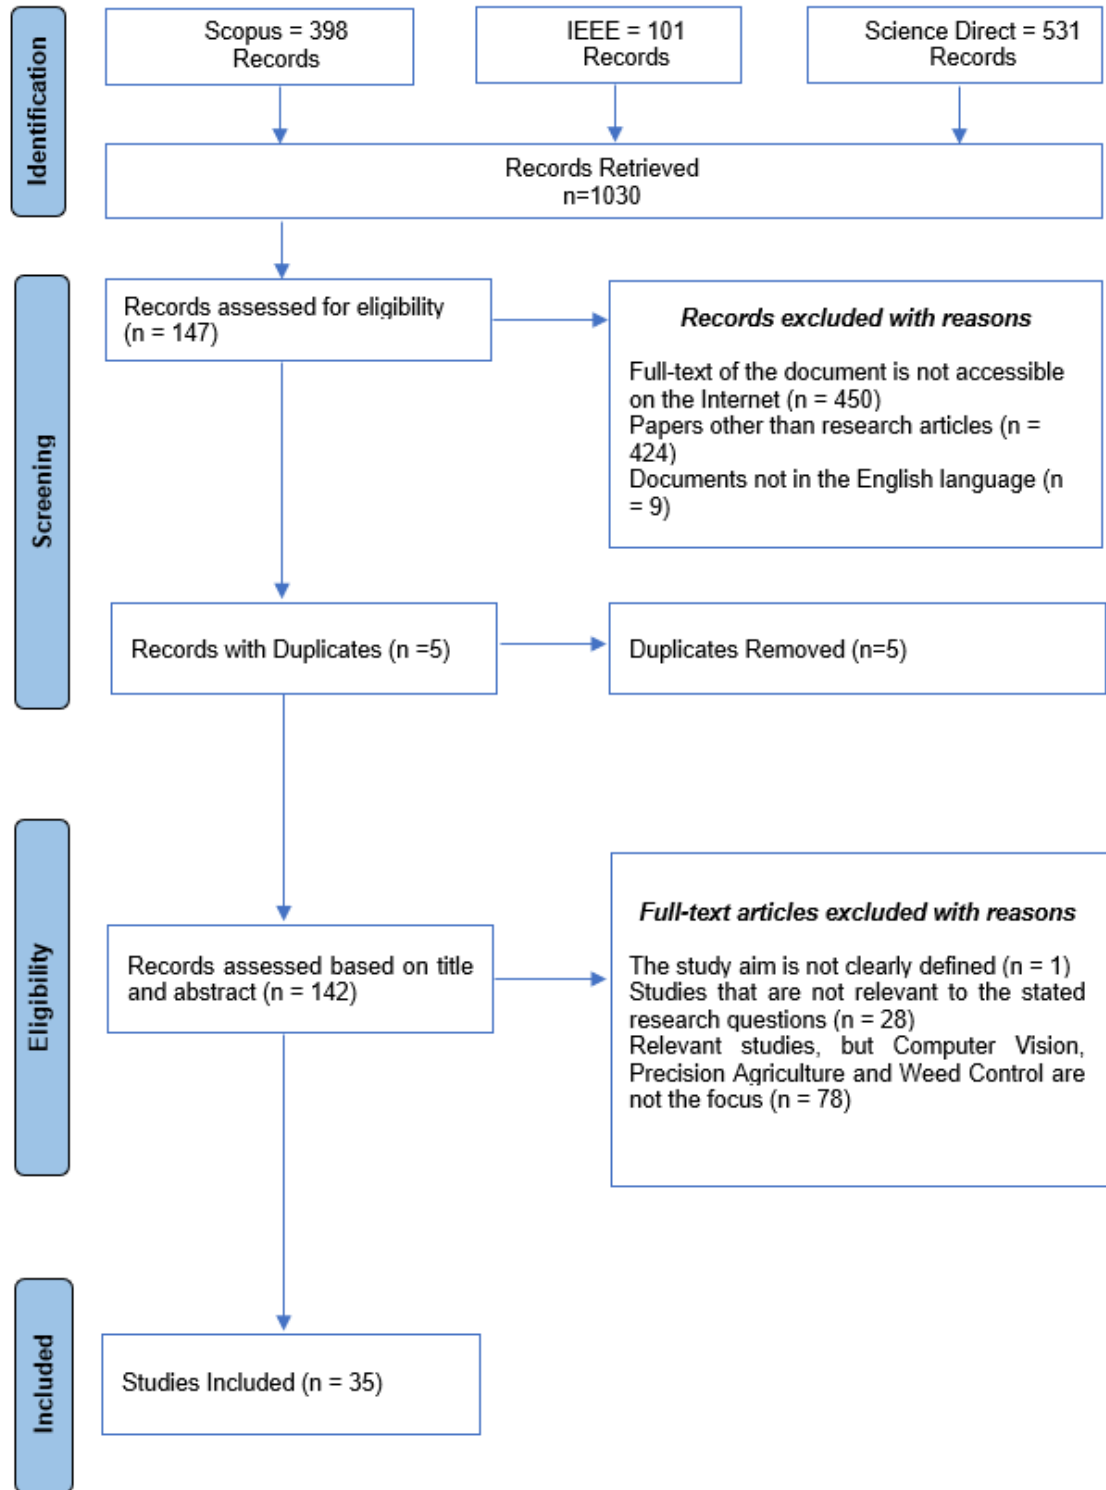 Identification
Scopus = 398
Records
IEEE = 101
Records
Science Direct = 531
Records
Records Retrieved
n=1030
Screening
Records assessed for eligibility
(n = 147)
Records excluded with reasons
Full-text of the document is not accessible
on the Internet (n = 450)
Papers other than research articles (n =
424)
Documents not in the English language (n
= 9)
Records with Duplicates (n =5)
Duplicates Removed (n=5)
Eligibility
Records assessed based on title
and abstract (n = 142)
Full-text articles excluded with reasons
The study aim is not clearly defined (n = 1)
Studies that are not relevant to the stated
research questions (n = 28)
Relevant studies, but Computer Vision,
Precision Agriculture and Weed Control are
not the focus (n = 78)
Included
Studies Included (n = 35)